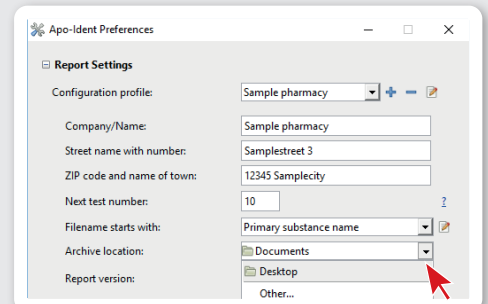 Apo-Ident Preferences
Report Settings
Configuration profile: Sample pharmacy
Company/Name: Sample pharmacy
Street name with number: Samplestreet 3
ZIP code and name of town: 12345 Samplecity
Next test number: 10 ?
Filename starts with: Primary substance name
Archive location: Documents
Desktop
Report version:
Other...